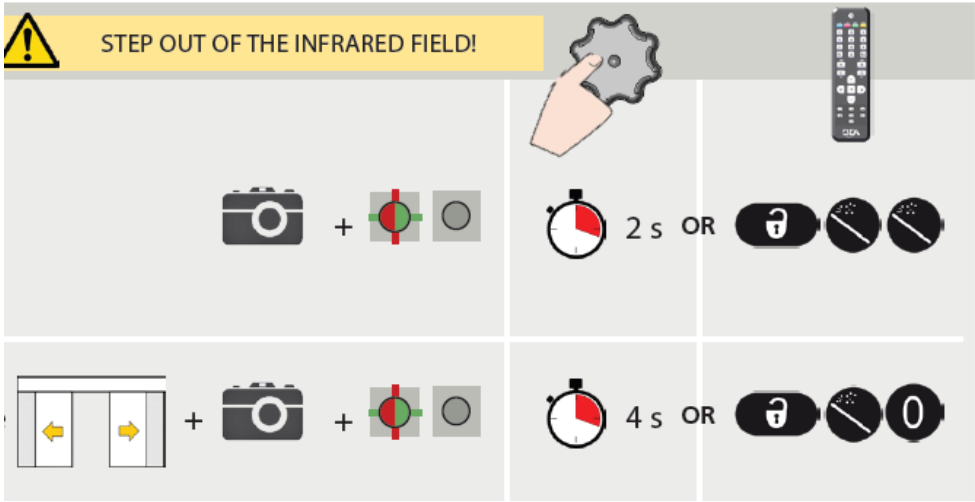 STEP OUT OF THE INFRARED FIELD!
+ 2 s OR
+ + 4 s OR 0